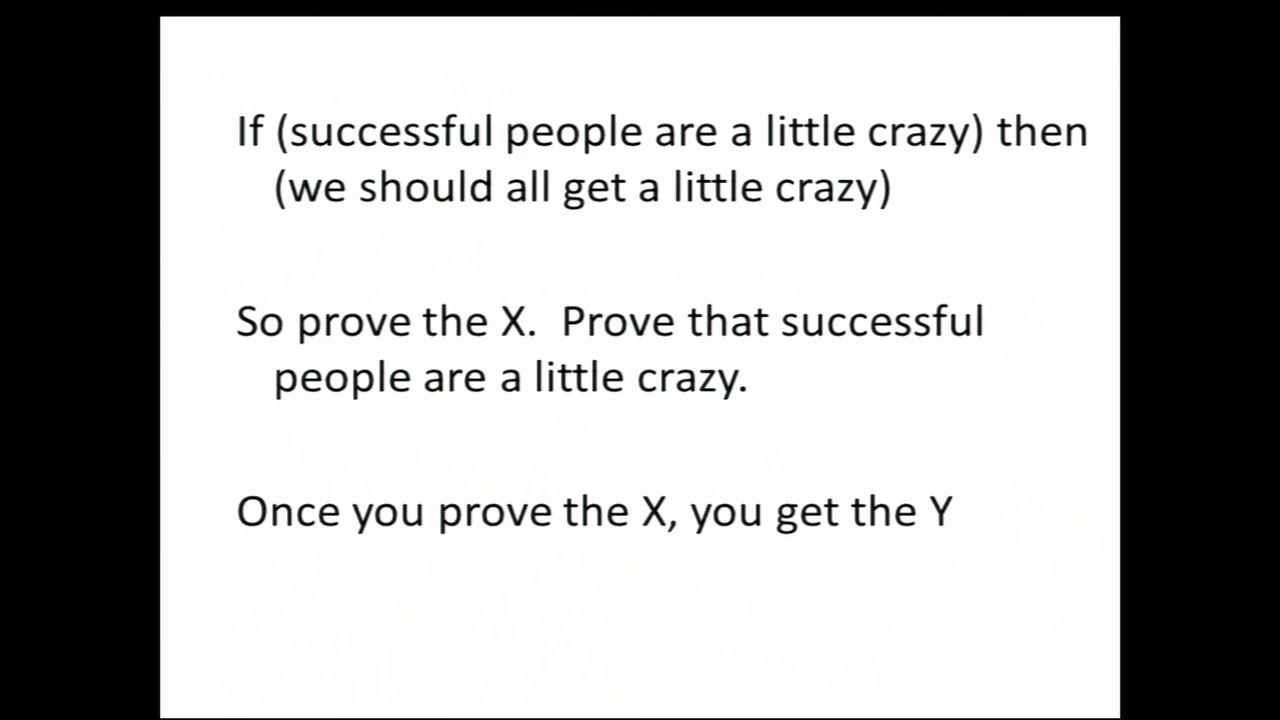 If (successful people are a little crazy) then
(we should all get a little crazy)
So prove the X.  Prove that successful
people are a little crazy.
Once you prove the X, you get the Y